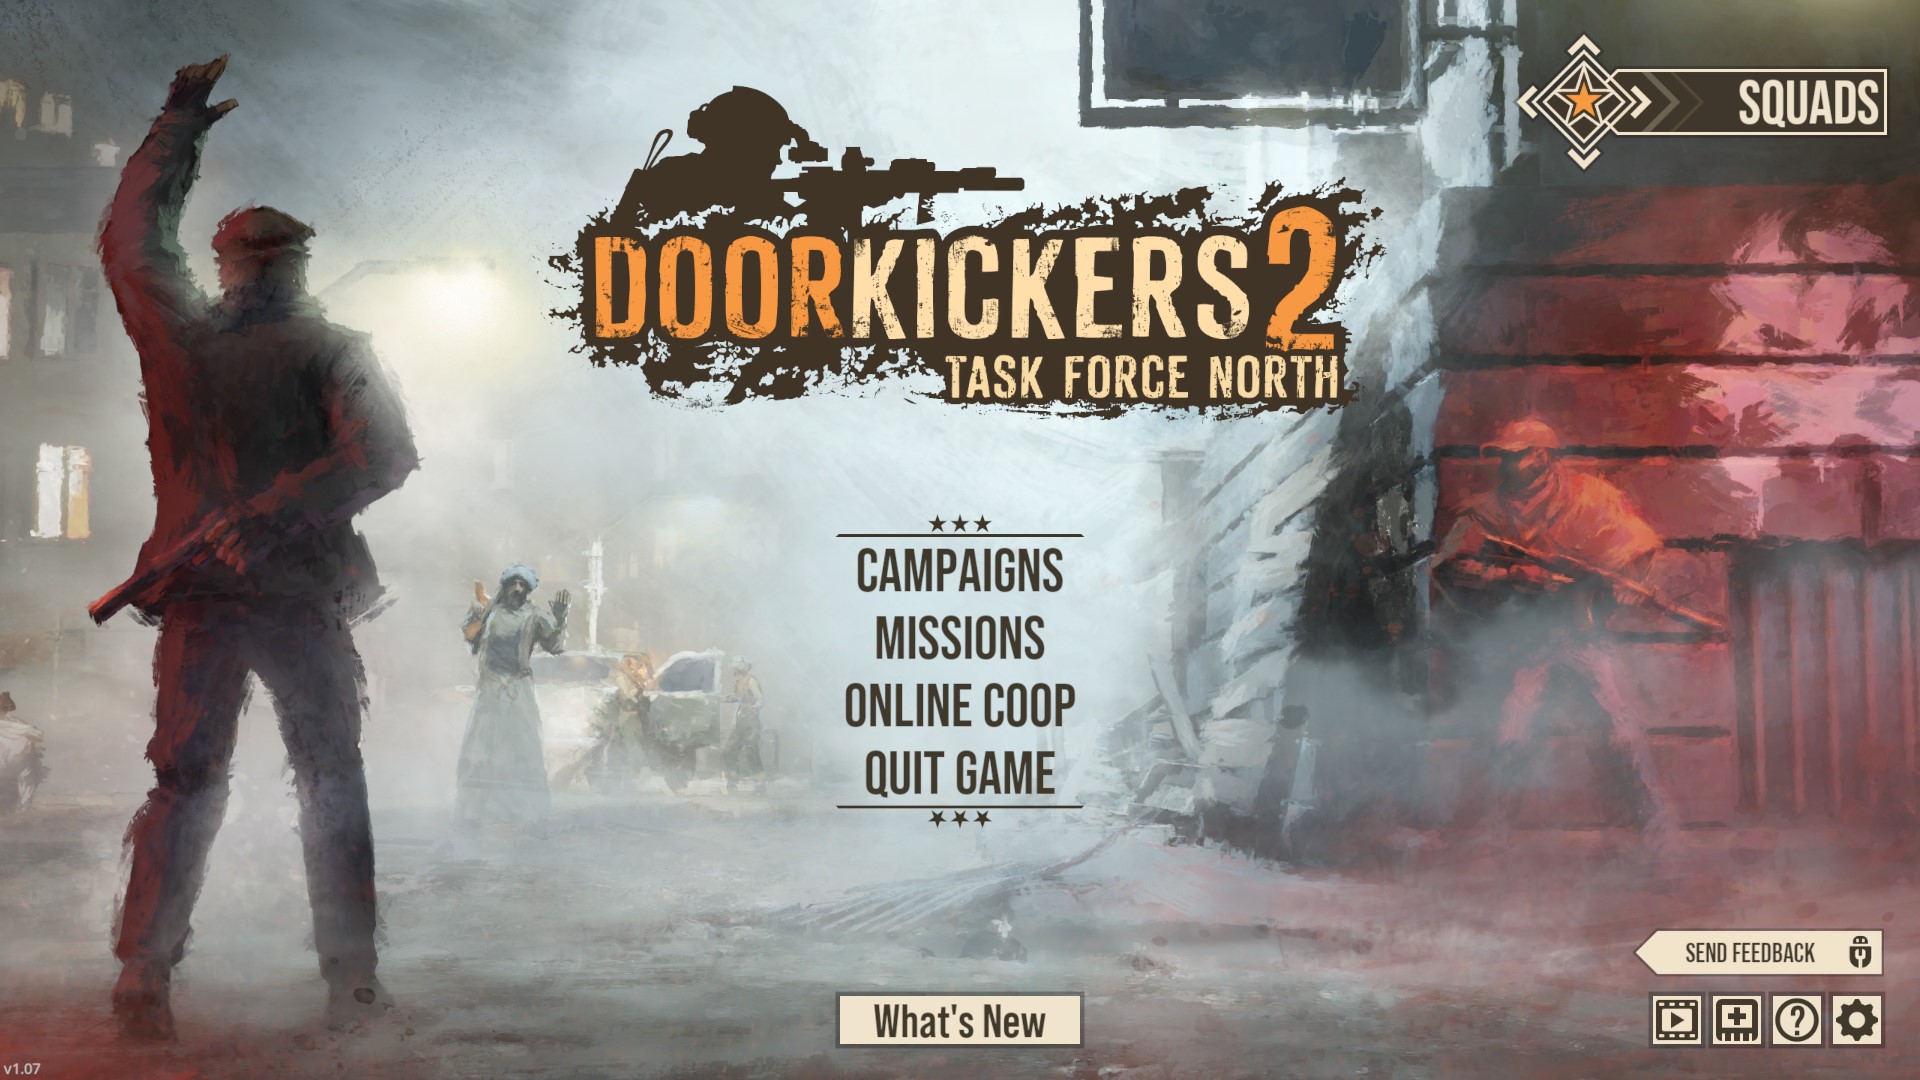 SQUADS
DOORKICKERS 2
TASK FORCE NORTH
CAMPAIGNS
MISSIONS
ONLINE COOP
QUIT GAME
SEND FEEDBACK
What's New
?
v1.07